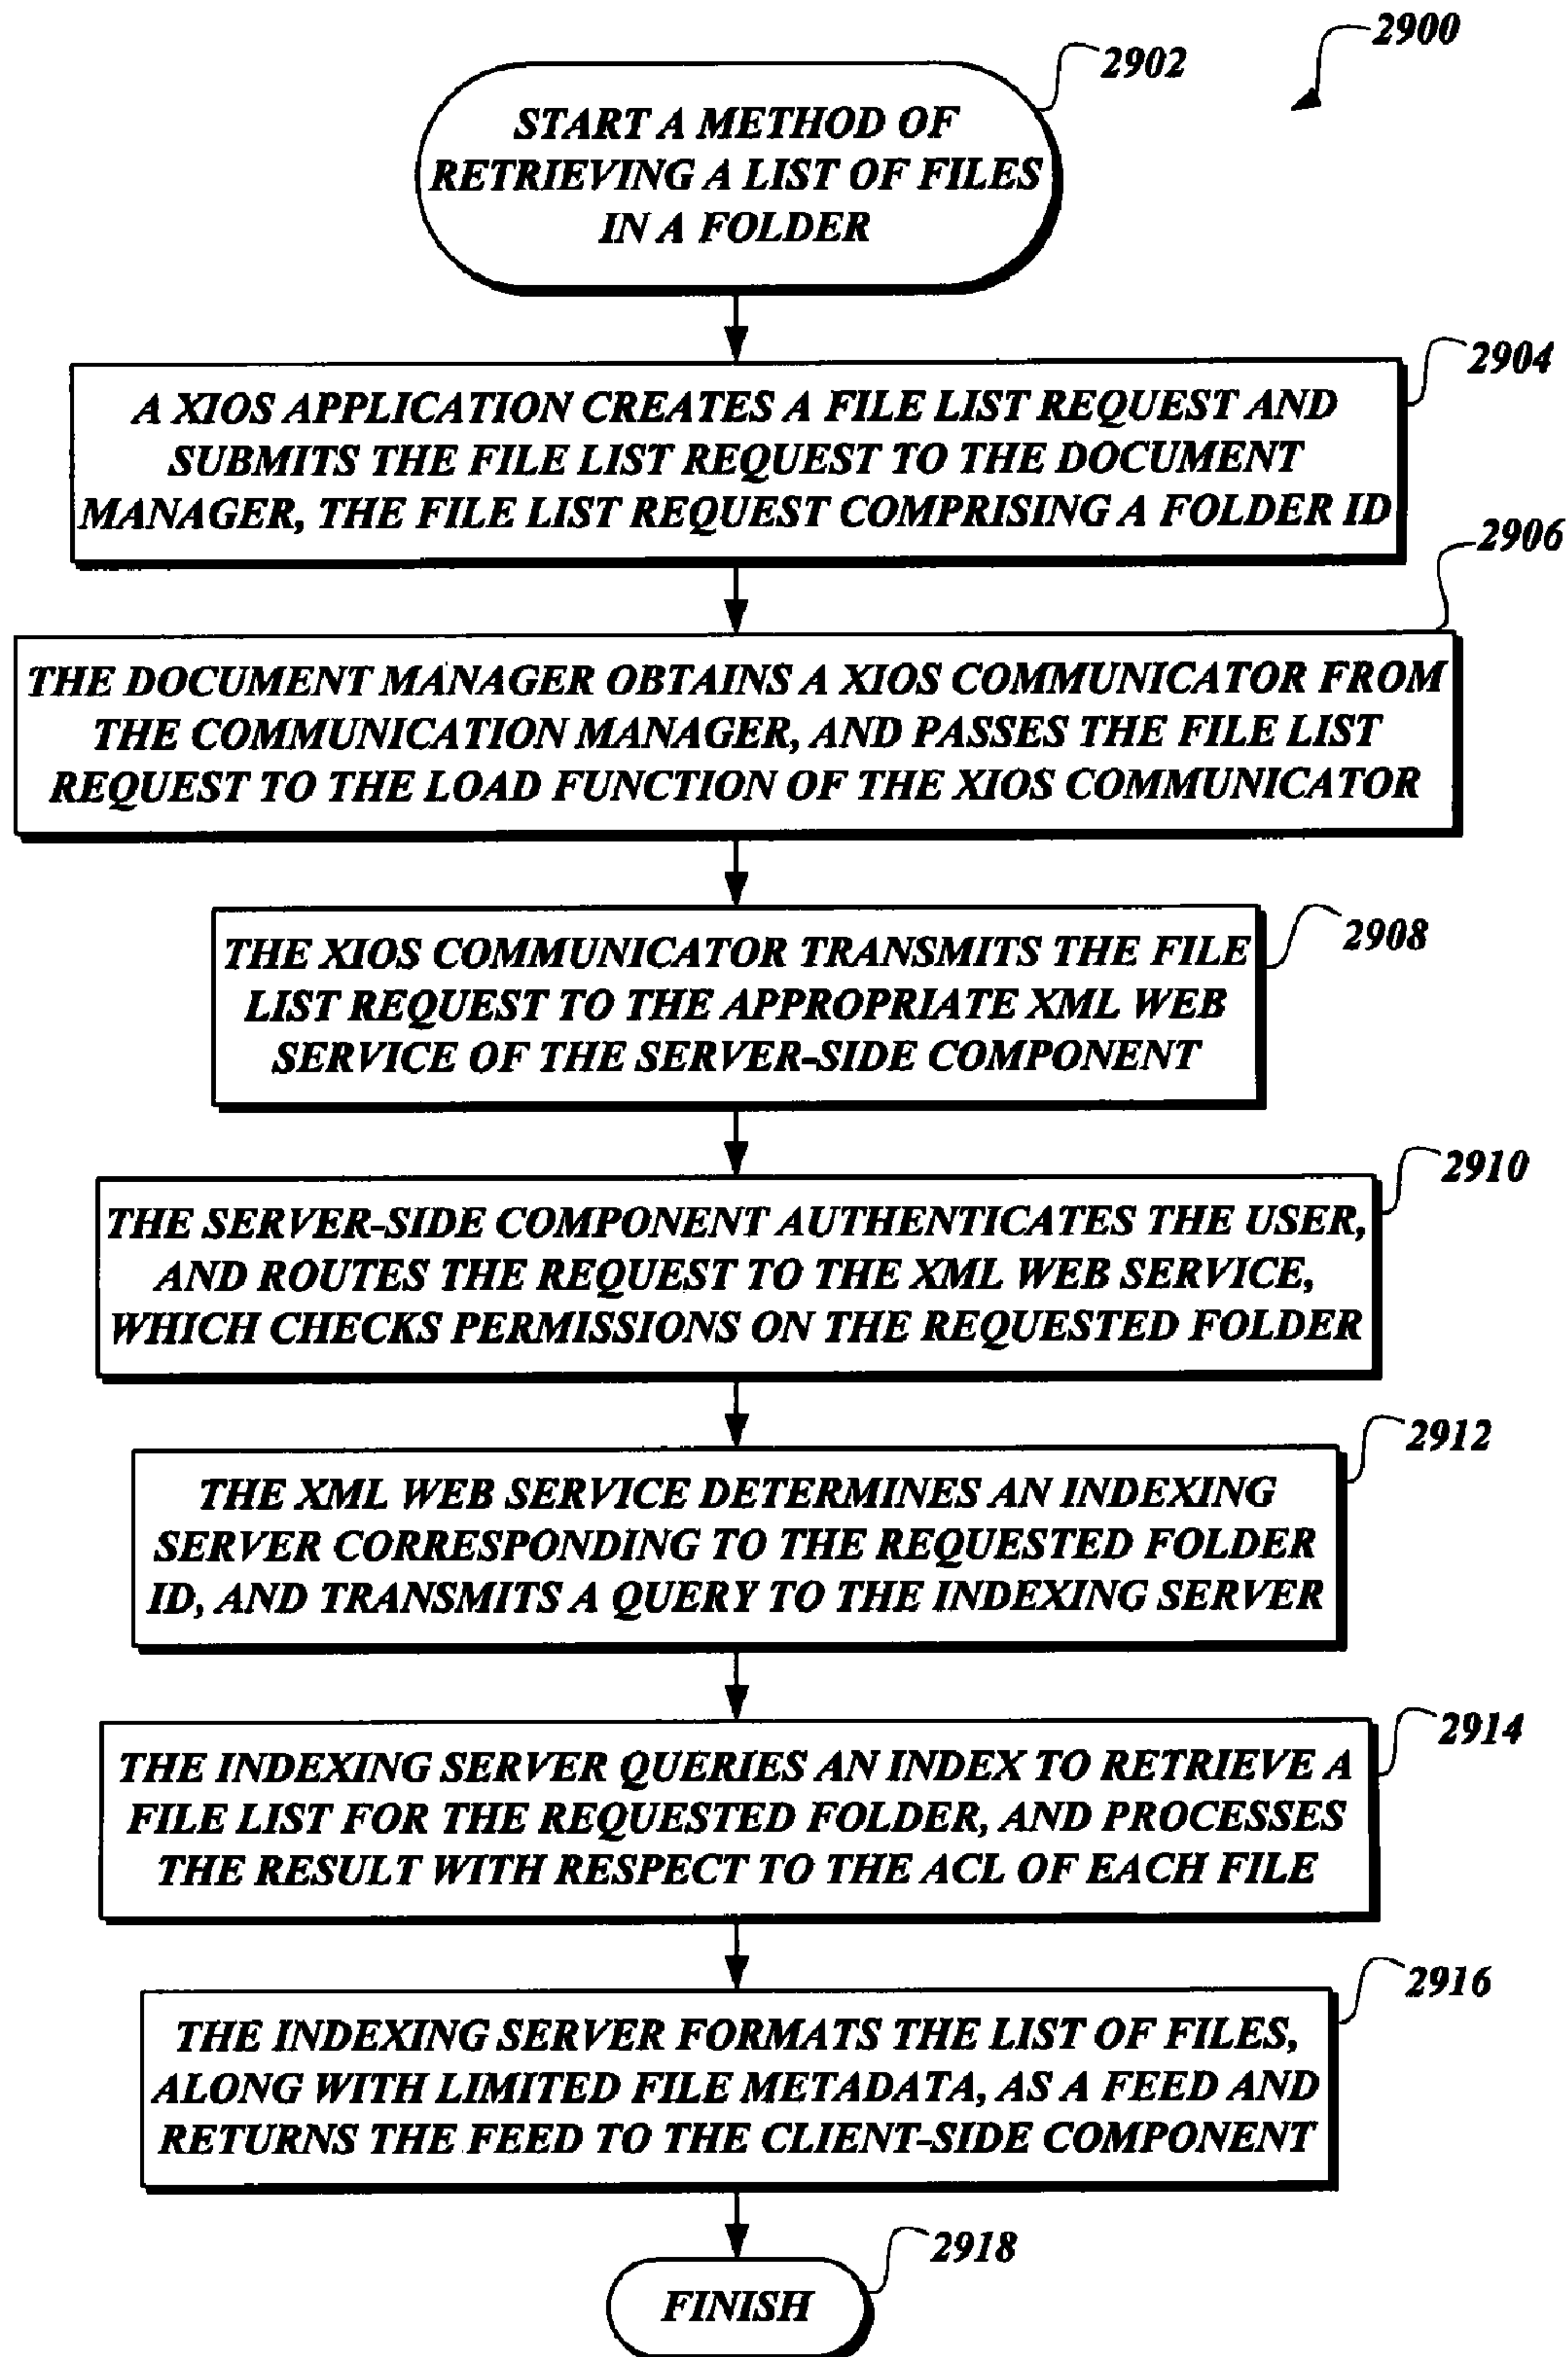 2900
2902
START A METHOD OF
RETRIEVING A LIST OF FILES
IN A FOLDER
2904
A XIOS APPLICATION CREATES A FILE LIST REQUEST AND
SUBMITS THE FILE LIST REQUEST TO THE DOCUMENT
MANAGER, THE FILE LIST REQUEST COMPRISING A FOLDER ID
2906
THE DOCUMENT MANAGER OBTAINS A XIOS COMMUNICATOR FROM
THE COMMUNICATION MANAGER, AND PASSES THE FILE LIST
REQUEST TO THE LOAD FUNCTION OF THE XIOS COMMUNICATOR
2908
THE XIOS COMMUNICATOR TRANSMITS THE FILE
LIST REQUEST TO THE APPROPRIATE XML WEB
SERVICE OF THE SERVER-SIDE COMPONENT
2910
THE SERVER-SIDE COMPONENT AUTHENTICATES THE USER,
AND ROUTES THE REQUEST TO THE XML WEB SERVICE,
WHICH CHECKS PERMISSIONS ON THE REQUESTED FOLDER
2912
THE XML WEB SERVICE DETERMINES AN INDEXING
SERVER CORRESPONDING TO THE REQUESTED FOLDER
ID, AND TRANSMITS A QUERY TO THE INDEXING SERVER
2914
THE INDEXING SERVER QUERIES AN INDEX TO RETRIEVE A
FILE LIST FOR THE REQUESTED FOLDER, AND PROCESSES
THE RESULT WITH RESPECT TO THE ACL OF EACH FILE
2916
THE INDEXING SERVER FORMATS THE LIST OF FILES,
ALONG WITH LIMITED FILE METADATA, AS A FEED AND
RETURNS THE FEED TO THE CLIENT-SIDE COMPONENT
2918
FINISH